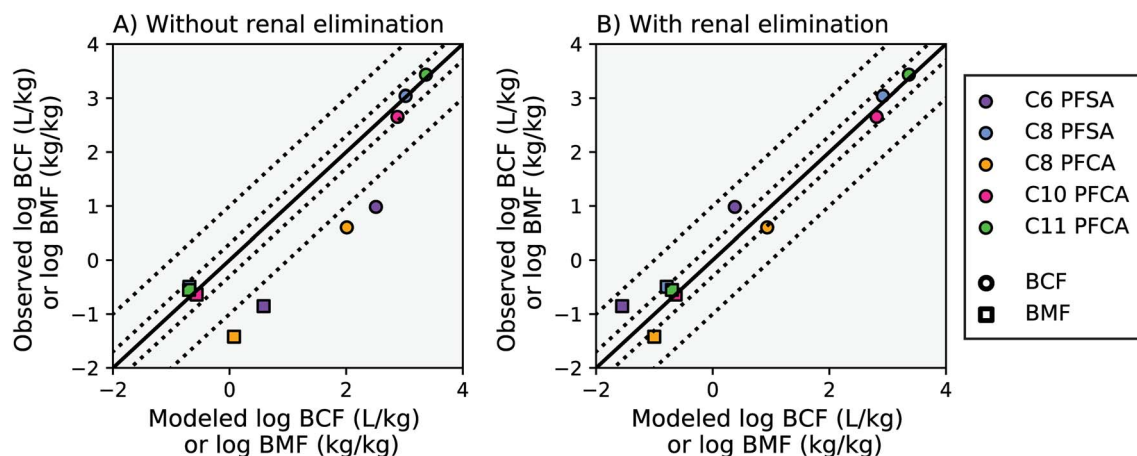 A) Without renal elimination
4
3
2
1
0
−1
−2
−2
0
2
4
Observed log BCF (L/kg)
or log BMF (kg/kg)
Modeled log BCF (L/kg)
or log BMF (kg/kg)
B) With renal elimination
4
3
2
1
0
−1
−2
−2
0
2
4
Observed log BCF (L/kg)
or log BMF (kg/kg)
Modeled log BCF (L/kg)
or log BMF (kg/kg)
C6 PFSA
C8 PFSA
C8 PFCA
C10 PFCA
C11 PFCA
BCF
BMF